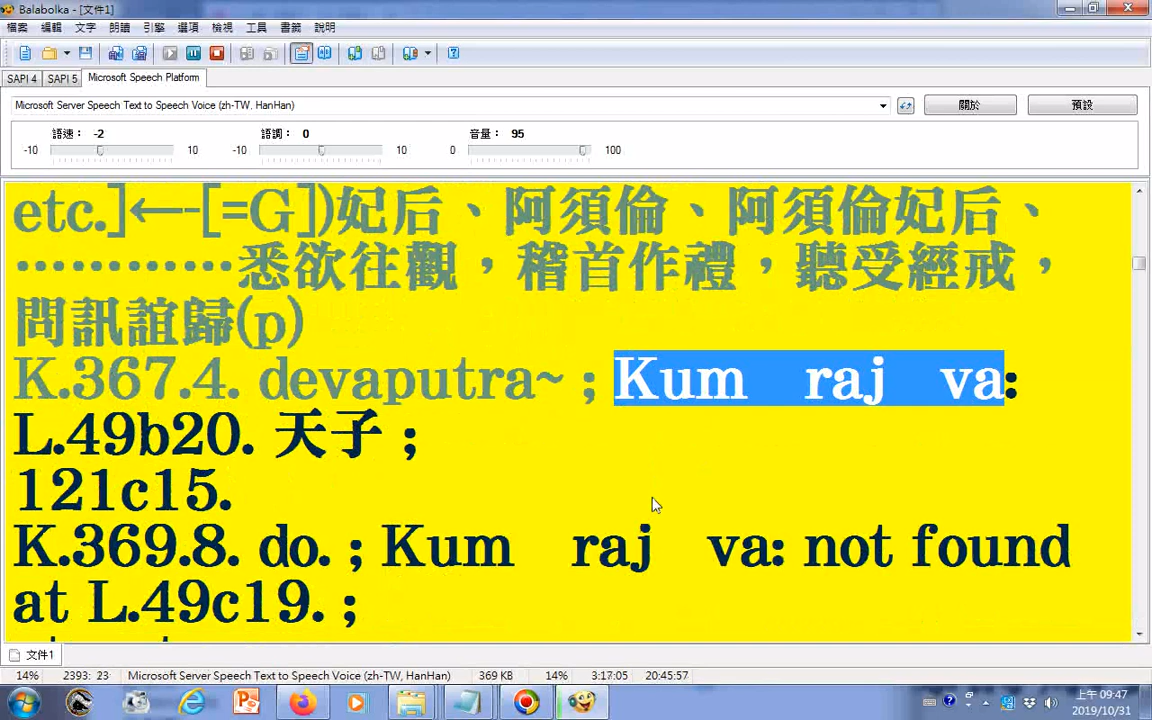 Balabolka - [文件1]
檔案 編輯 文字 朗讀 引擎 選項 檢視 工具 書籤 說明
SAPI 4 SAPI 5 Microsoft Speech Platform
Microsoft Server Speech Text to Speech Voice (zh-TW, HanHan) 關於 預設
語速： -2 語調： 0 音量： 95
-10 10 -10 10 0 100
etc.]←-[=G])妃后、阿須倫、阿須倫妃后、
…………悉欲往觀，稽首作禮，聽受經戒，
問訊誼歸(p)
K.367.4. devaputra~ ; Kum　raj　va:
L.49b20. 天子 ;
121c15.
K.369.8. do. ; Kum　raj　va: not found
at L.49c19. ;
文件1
14% 2393: 23 Microsoft Server Speech Text to Speech Voice (zh-TW, HanHan) 369 KB 14% 3:17:05 20:45:57
上午 09:47
2019/10/31